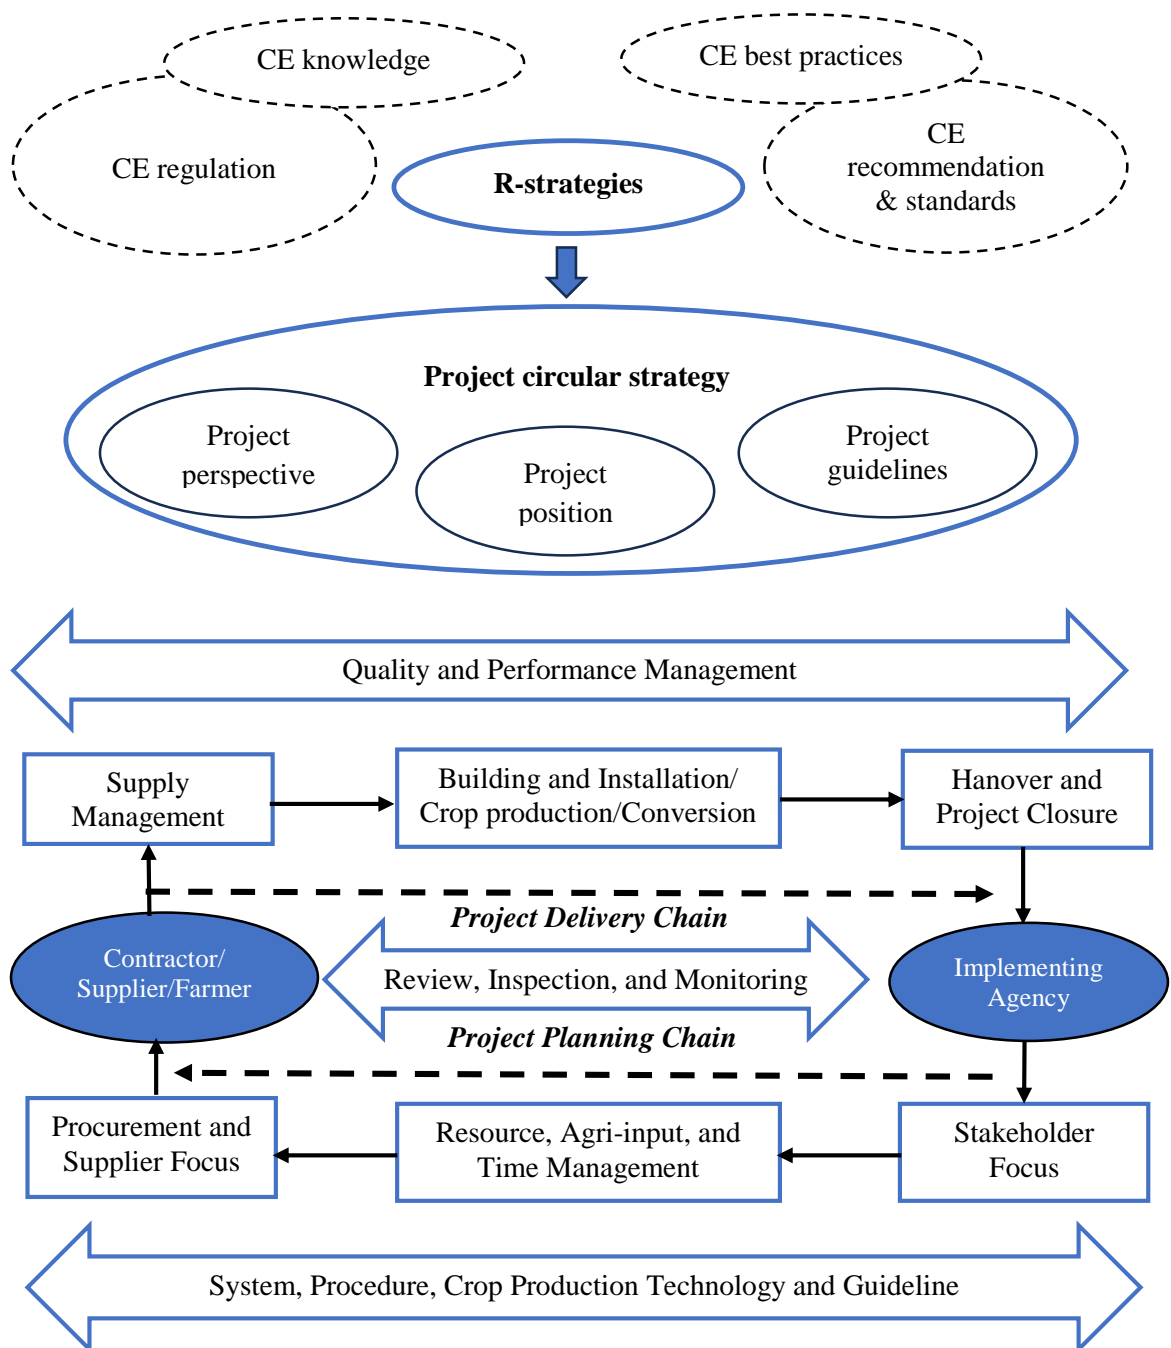 CE knowledge
CE best practices
CE regulation
CE
recommendation
& standards
R-strategies
Project circular strategy
Project
perspective
Project
position
Project
guidelines
Quality and Performance Management
Supply
Management
Building and Installation/
Crop production/Conversion
Hanover and
Project Closure
Project Delivery Chain
Contractor/
Supplier/Farmer
Review, Inspection, and Monitoring
Implementing
Agency
Project Planning Chain
Procurement and
Supplier Focus
Resource, Agri-input, and
Time Management
Stakeholder
Focus
System, Procedure, Crop Production Technology and Guideline